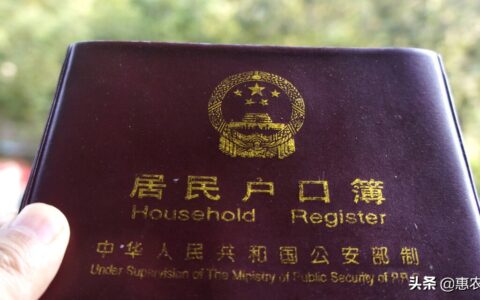 居民户口簿
Household Register
中华人民共和国公安部制
Under Supervision of The Ministry of Public Security of P.R.C
头条 @惠农